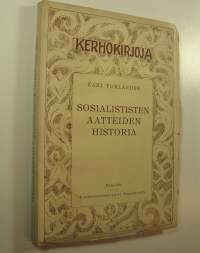 KERHOKIRJOJA
KARL VORLÄNDER
SOSIALISTISTEN
AATTEIDEN
HISTORIA